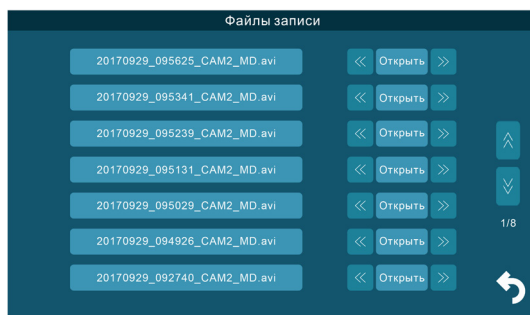 Файлы записи
20170929_095625_CAM2_MD.avi Открыть
20170929_095341_CAM2_MD.avi Открыть
20170929_095239_CAM2_MD.avi Открыть
20170929_095131_CAM2_MD.avi Открыть
20170929_095029_CAM2_MD.avi Открыть
1/8
20170929_094926_CAM2_MD.avi Открыть
20170929_092740_CAM2_MD.avi Открыть